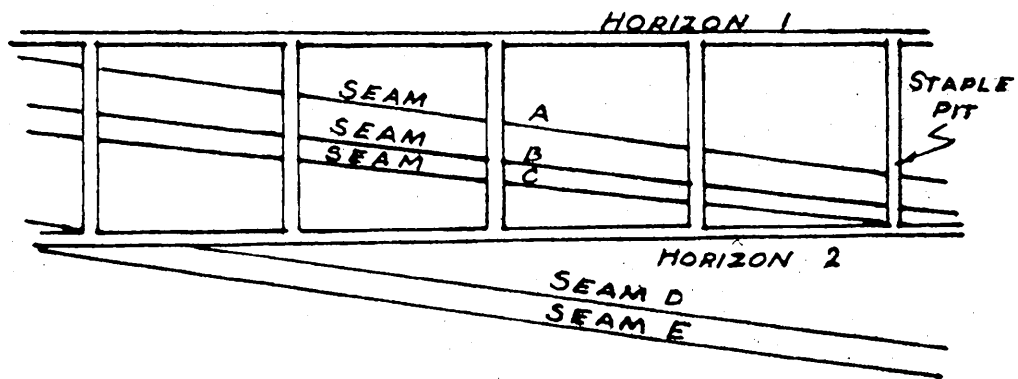 HORIZON 1
STAPLE
PIT
SEAM A
SEAM B
SEAM C
HORIZON 2
SEAM D
SEAM E